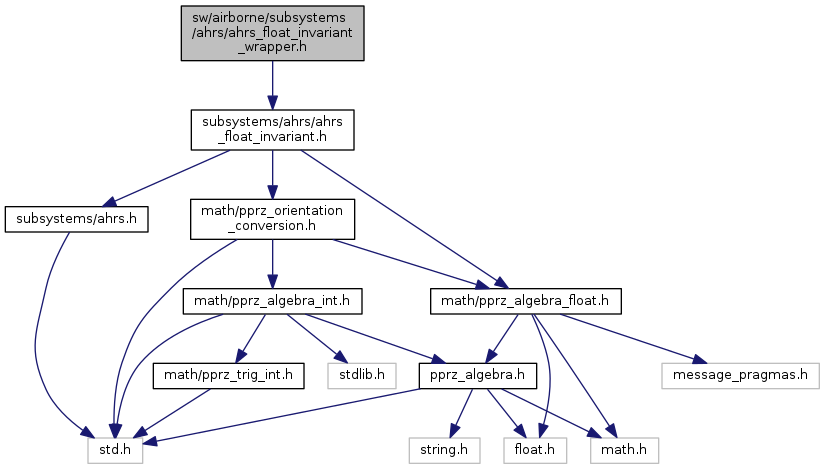 sw/airborne/subsystems
/ahrs/ahrs_float_invariant
_wrapper.h
subsystems/ahrs/ahrs
_float_invariant.h
subsystems/ahrs.h
math/pprz_orientation
_conversion.h
math/pprz_algebra_int.h
math/pprz_algebra_float.h
math/pprz_trig_int.h
stdlib.h
pprz_algebra.h
message_pragmas.h
std.h
string.h
float.h
math.h